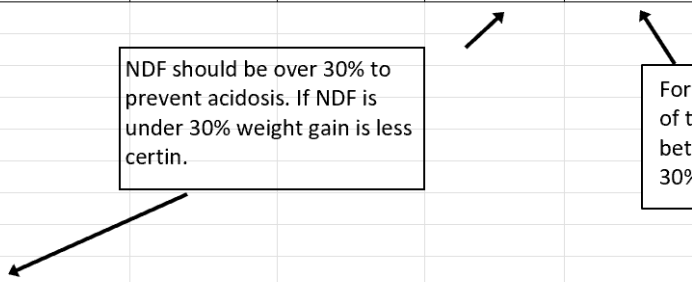 NDF should be over 30% to
prevent acidosis. If NDF is
under 30% weight gain is less
certin.
For
of t
bet
30%